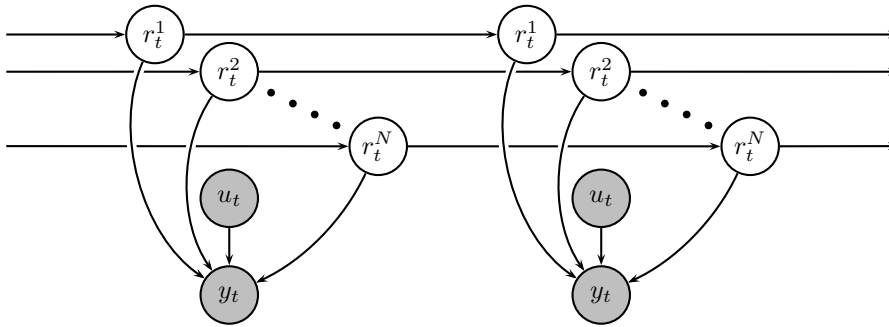 r_t^1 r_t^1
r_t^2 r_t^2
r_t^N r_t^N
u_t u_t
y_t y_t